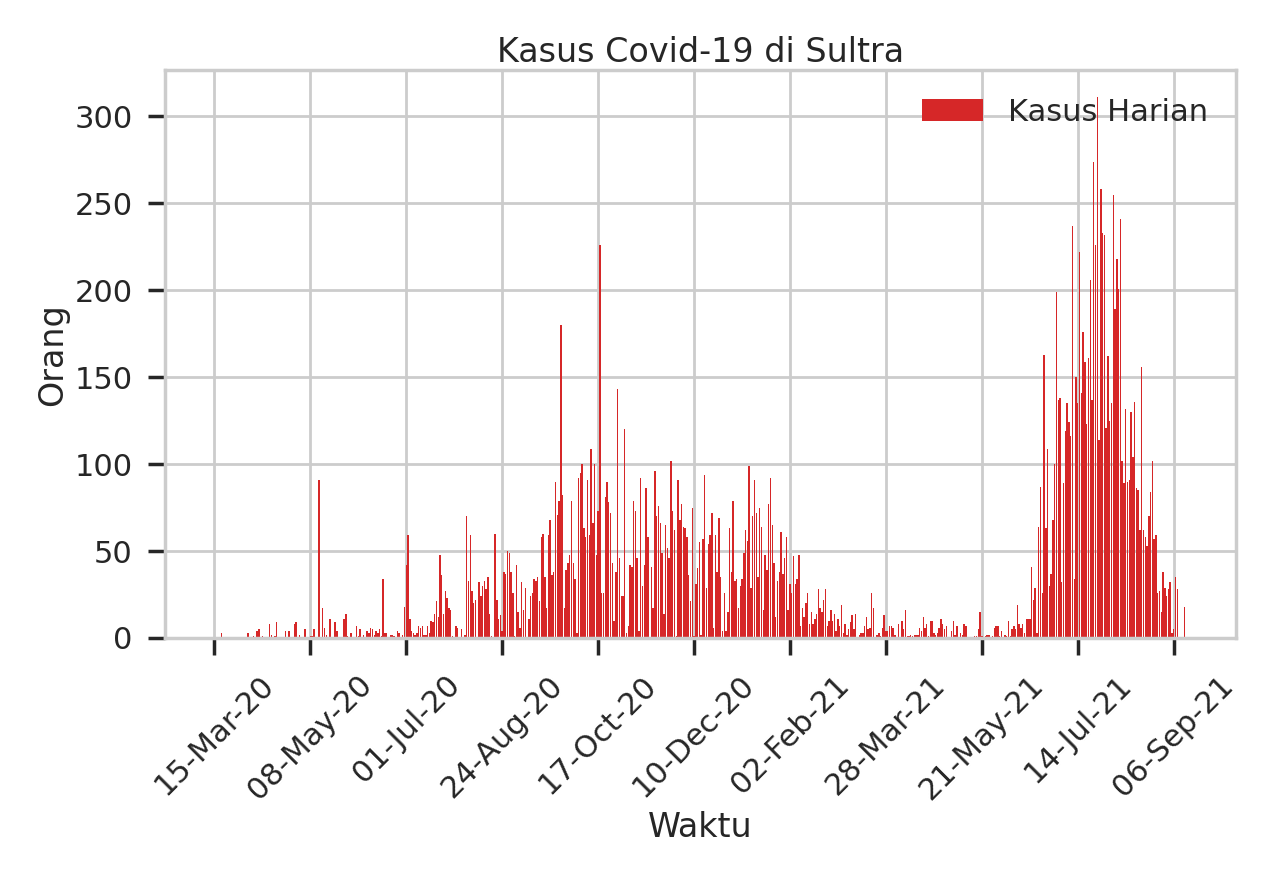 Kasus Covid-19 di Sultra
Kasus Harian
300
250
200
150
100
50
0
Orang
15-Mar-20
08-May-20
01-Jul-20
24-Aug-20
17-Oct-20
10-Dec-20
02-Feb-21
28-Mar-21
21-May-21
14-Jul-21
06-Sep-21
Waktu